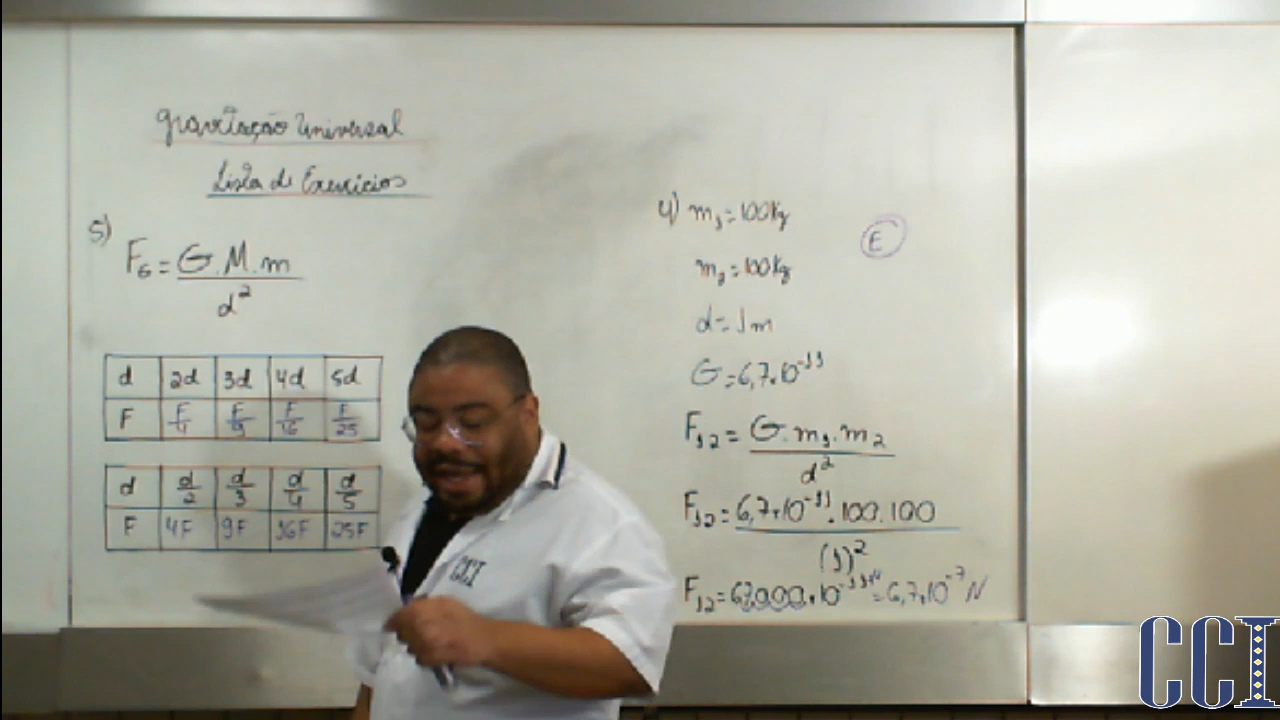 Gravitação Universal
Lista de Exercícios
5)
F_G = G.M.m / d²
d 2d 3d 4d 5d
F F/4 F/9 F/16 F/25
d d/2 d/3 d/4 d/5
F 4F 9F 16F 25F
4) m₁ = 100kg
E
m₂ = 100kg
d = 1m
G = 6,7.10⁻¹¹
F₁₂ = G.m₁.m₂ / d²
F₁₂ = 6,7.10⁻¹¹.100.100 / (1)²
F₁₂ = 67000.10⁻¹¹⁺⁴ = 6,7.10⁻⁷ N
CCI
CCI